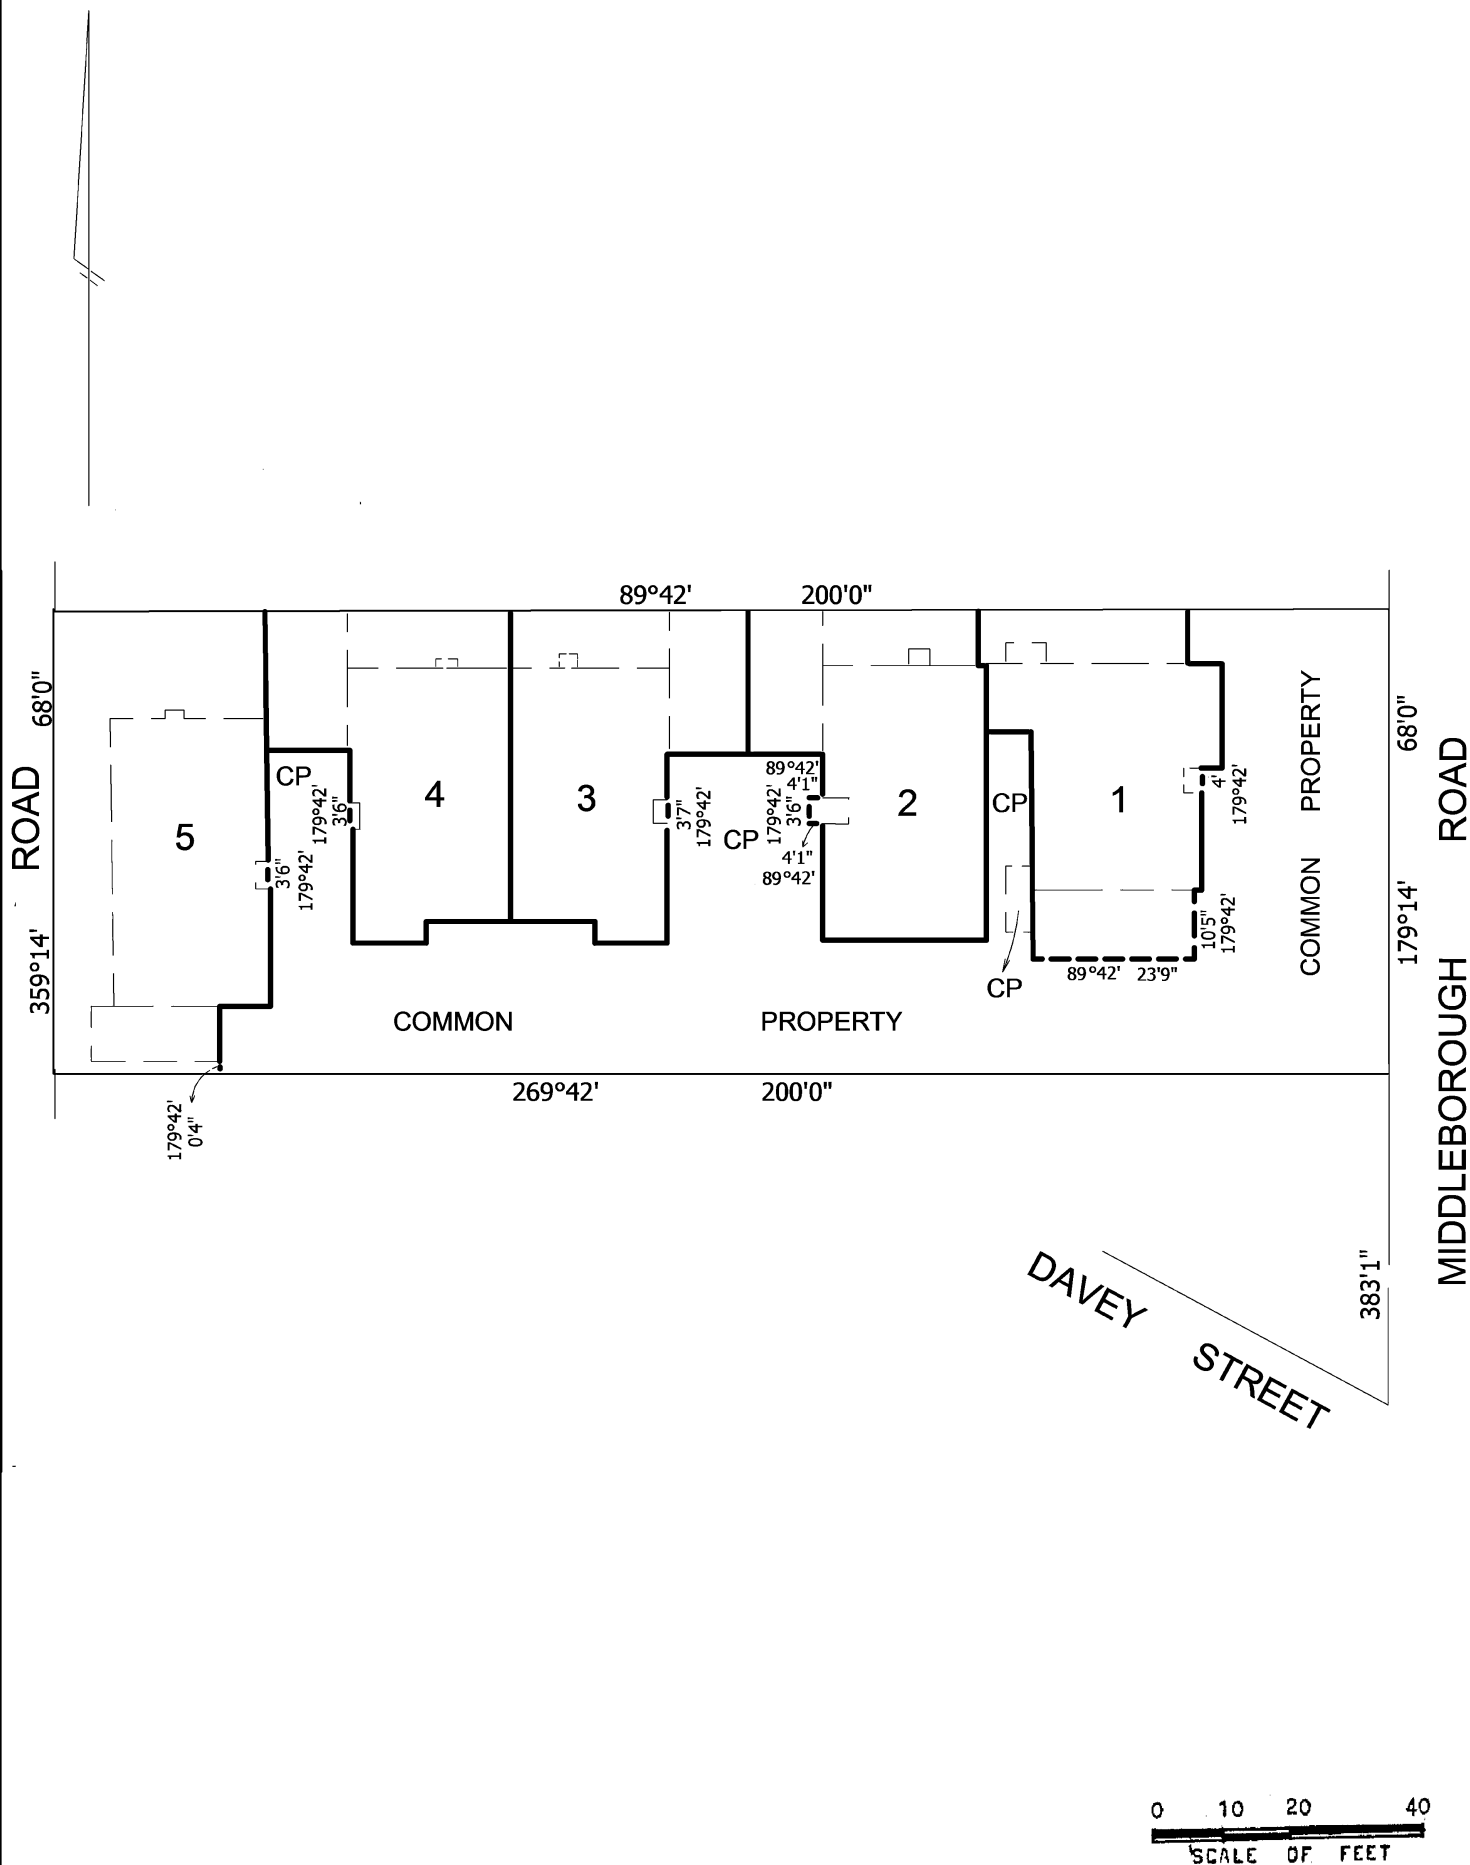 89°42' 200'0"
68'0"
359°14'
ROAD
5
CP
3'6"
179°42'
179°42'
3'6"
4
3
3'7"
179°42'
CP
89°42'
4'1"
179°42'
3'6"
4'1"
89°42'
2
CP
1
4'
179°42'
10'5"
179°42'
89°42' 23'9"
CP
COMMON PROPERTY
68'0"
179°14'
MIDDLEBOROUGH ROAD
COMMON PROPERTY
269°42' 200'0"
179°42'
0'4"
383'1"
DAVEY STREET
0 10 20 40
SCALE OF FEET